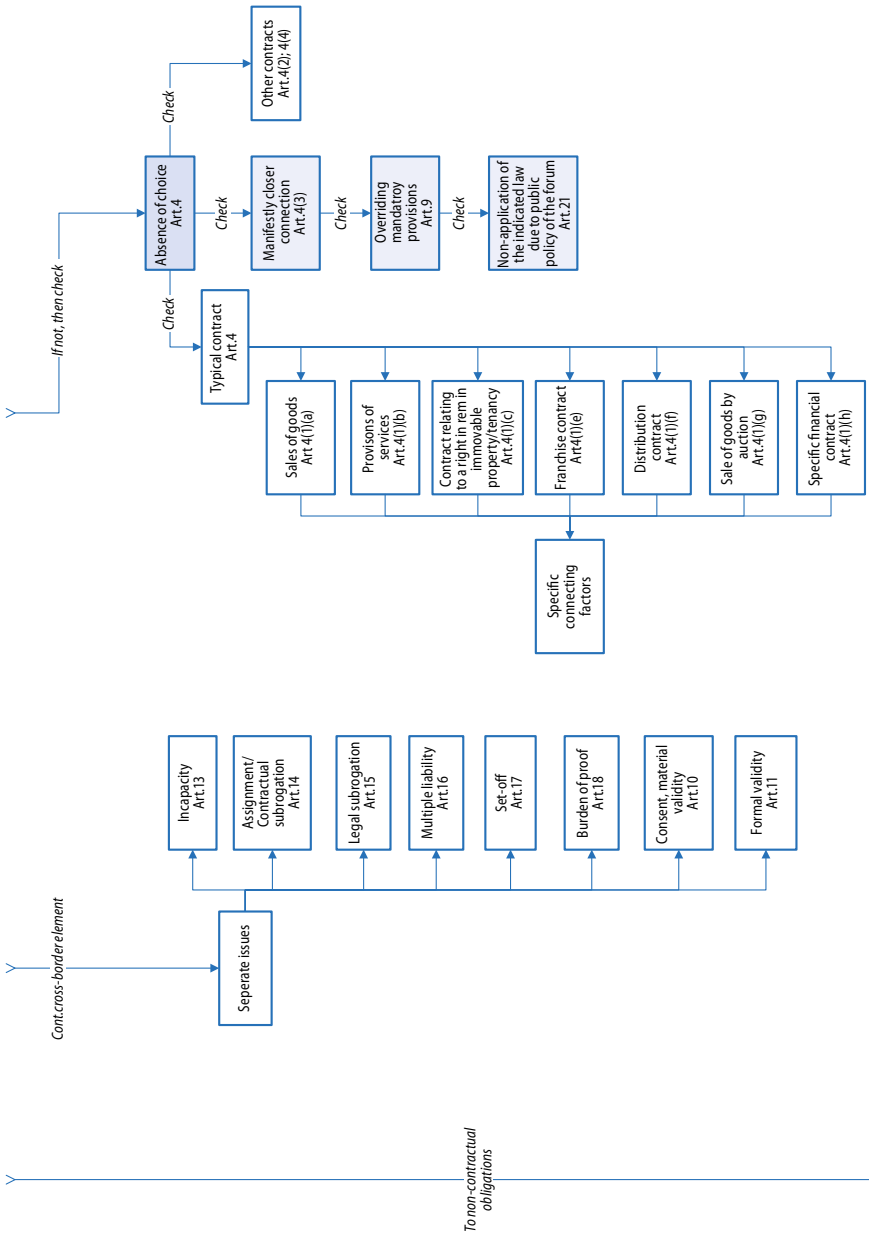 If not, then check
Absence of choice
Art.4
Check
Check
Check
Other contracts
Art.4(2); 4(4)
Manifestly closer
connection
Art.4(3)
Check
Overriding
mandatroy
provisions
Art.9
Check
Non-application of
the indicated law
due to public
policy of the forum
Art.21
Typical contract
Art.4
Sales of goods
Art 4(1)(a)
Provisons of
services
Art.4(1)(b)
Contract relating
to a right in rem in
immovable
property/tenancy
Art.4(1)(c)
Franchise contract
Art.4(1)(e)
Distribution
contract
Art.4(1)(f)
Sale of goods by
auction
Art.4(1)(g)
Specific financial
contract
Art.4(1)(h)
Specific
connecting
factors
Cont.cross-border element
Seperate issues
Incapacity
Art.13
Assignment/
Contractual
subrogation
Art.14
Legal subrogation
Art.15
Multiple liability
Art.16
Set-off
Art.17
Burden of proof
Art.18
Consent, material
validity
Art.10
Formal validity
Art.11
To non-contractual
obligations